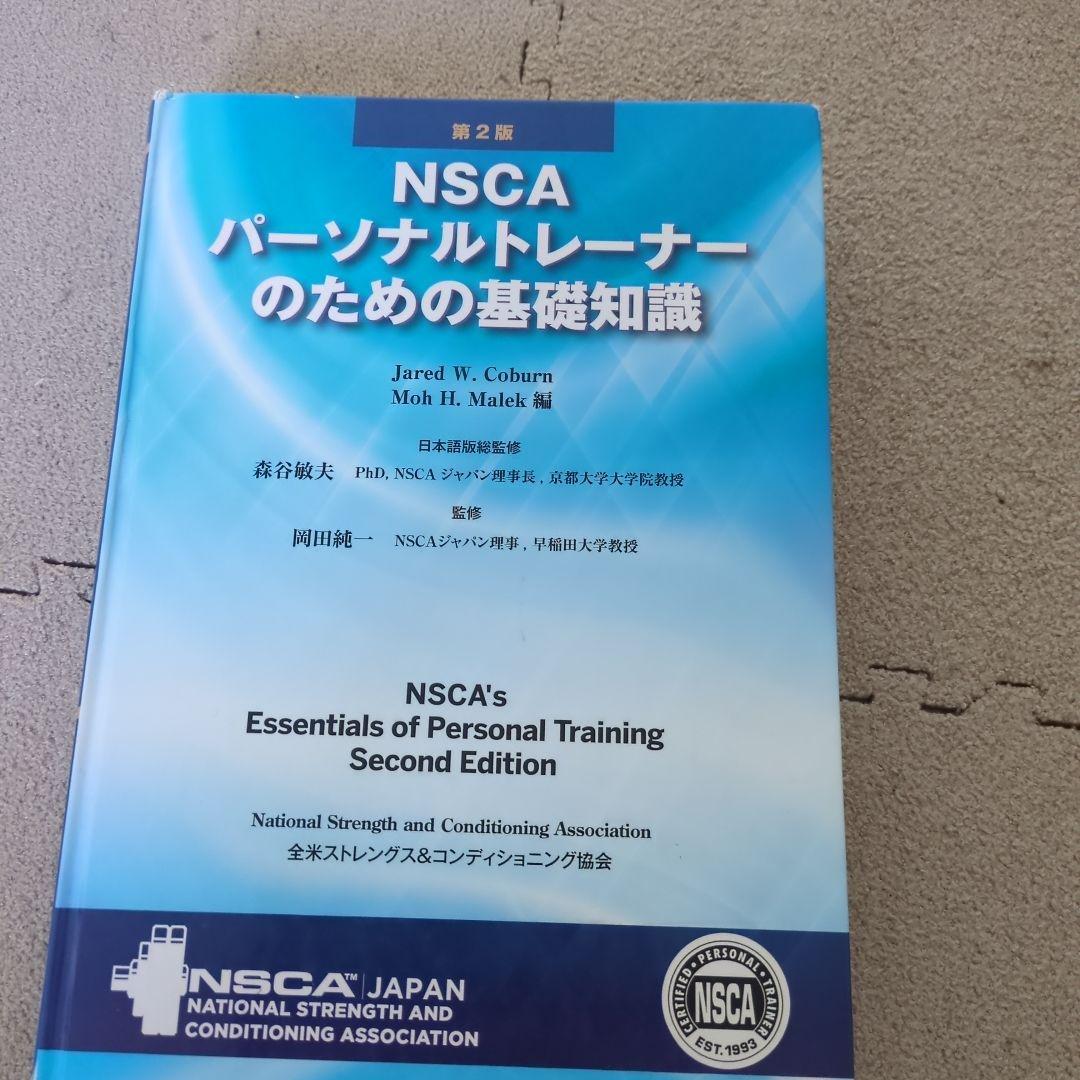 第2版
NSCA
パーソナルトレーナー
のための基礎知識
Jared W. Coburn
Moh H. Malek 編
日本語版総監修
森谷敏夫 PhD, NSCA ジャパン理事長, 京都大学大学院教授
監修
岡田純一 NSCAジャパン理事, 早稲田大学教授
NSCA's
Essentials of Personal Training
Second Edition
National Strength and Conditioning Association
全米ストレングス&コンディショニング協会
NSCA™ JAPAN
NATIONAL STRENGTH AND
CONDITIONING ASSOCIATION
CERTIFIED • PERSONAL • TRAINER
NSCA
EST. 1993